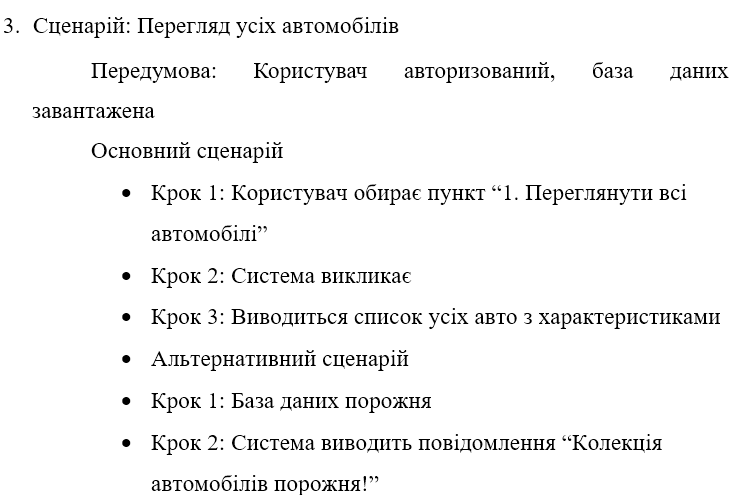 3. Сценарій: Перегляд усіх автомобілів
Передумова: Користувач авторизований, база даних
завантажена
Основний сценарій
• Крок 1: Користувач обирає пункт “1. Переглянути всі
автомобілі”
• Крок 2: Система викликає
• Крок 3: Виводиться список усіх авто з характеристиками
• Альтернативний сценарій
• Крок 1: База даних порожня
• Крок 2: Система виводить повідомлення “Колекція
автомобілів порожня!”